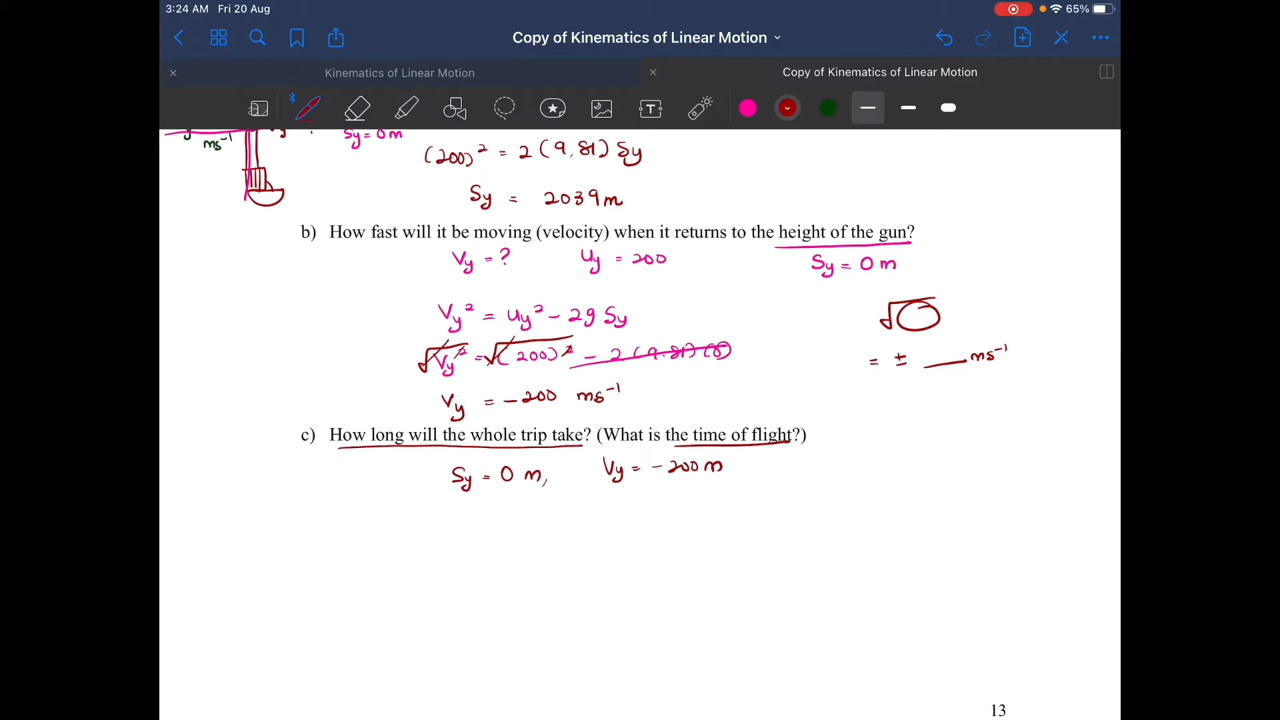 3:24 AM Fri 20 Aug 65%
Copy of Kinematics of Linear Motion
Kinematics of Linear Motion Copy of Kinematics of Linear Motion
ms⁻¹ Sy = 0 m
(200)² = 2 (9.81) Sy
Sy = 2039 m
b) How fast will it be moving (velocity) when it returns to the height of the gun?
Vy = ? Uy = 200 Sy = 0 m
Vy² = Uy² - 2g Sy √
√Vy² = √(200)² - 2 (9.81) (0) = ± ____ ms⁻¹
Vy = - 200 ms⁻¹
c) How long will the whole trip take? (What is the time of flight?)
Sy = 0 m, Vy = - 200 m
13